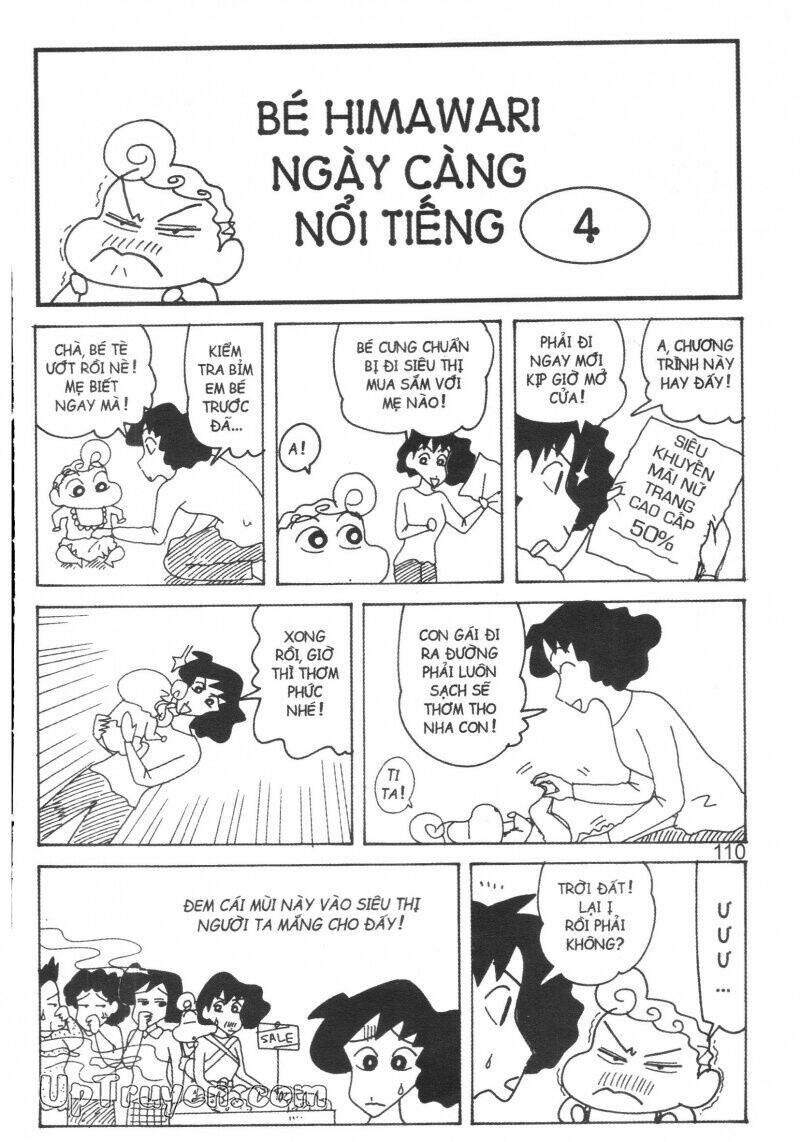 BÉ HIMAWARI
NGÀY CÀNG
NỔI TIẾNG 4
A, CHƯƠNG
TRÌNH NÀY
HAY ĐẤY!
SIÊU
KHUYẾN
MÃI NỮ
TRANG
CAO CẤP
50%
PHẢI ĐI
NGAY MỚI
KỊP GIỜ MỞ
CỬA!
BÉ CƯNG CHUẨN
BỊ ĐI SIÊU THỊ
MUA SẮM VỚI
MẸ NÀO!
A!
KIỂM
TRA BỈM
EM BÉ
TRƯỚC
ĐÃ...
CHÀ, BÉ TÈ
ƯỚT RỒI NÈ!
MẸ BIẾT
NGAY MÀ!
CON GÁI ĐI
RA ĐƯỜNG
PHẢI LUÔN
SẠCH SẼ
THƠM THO
NHA CON!
TI
TA!
XONG
RỒI, GIỜ
THÌ THƠM
PHỨC
NHÉ!
110
Ư
Ư
Ư
...
TRỜI ĐẤT!
LẠI Ị
RỒI PHẢI
KHÔNG?
ĐEM CÁI MÙI NÀY VÀO SIÊU THỊ
NGƯỜI TA MẮNG CHO ĐẤY!
SALE
UpTruyen.com